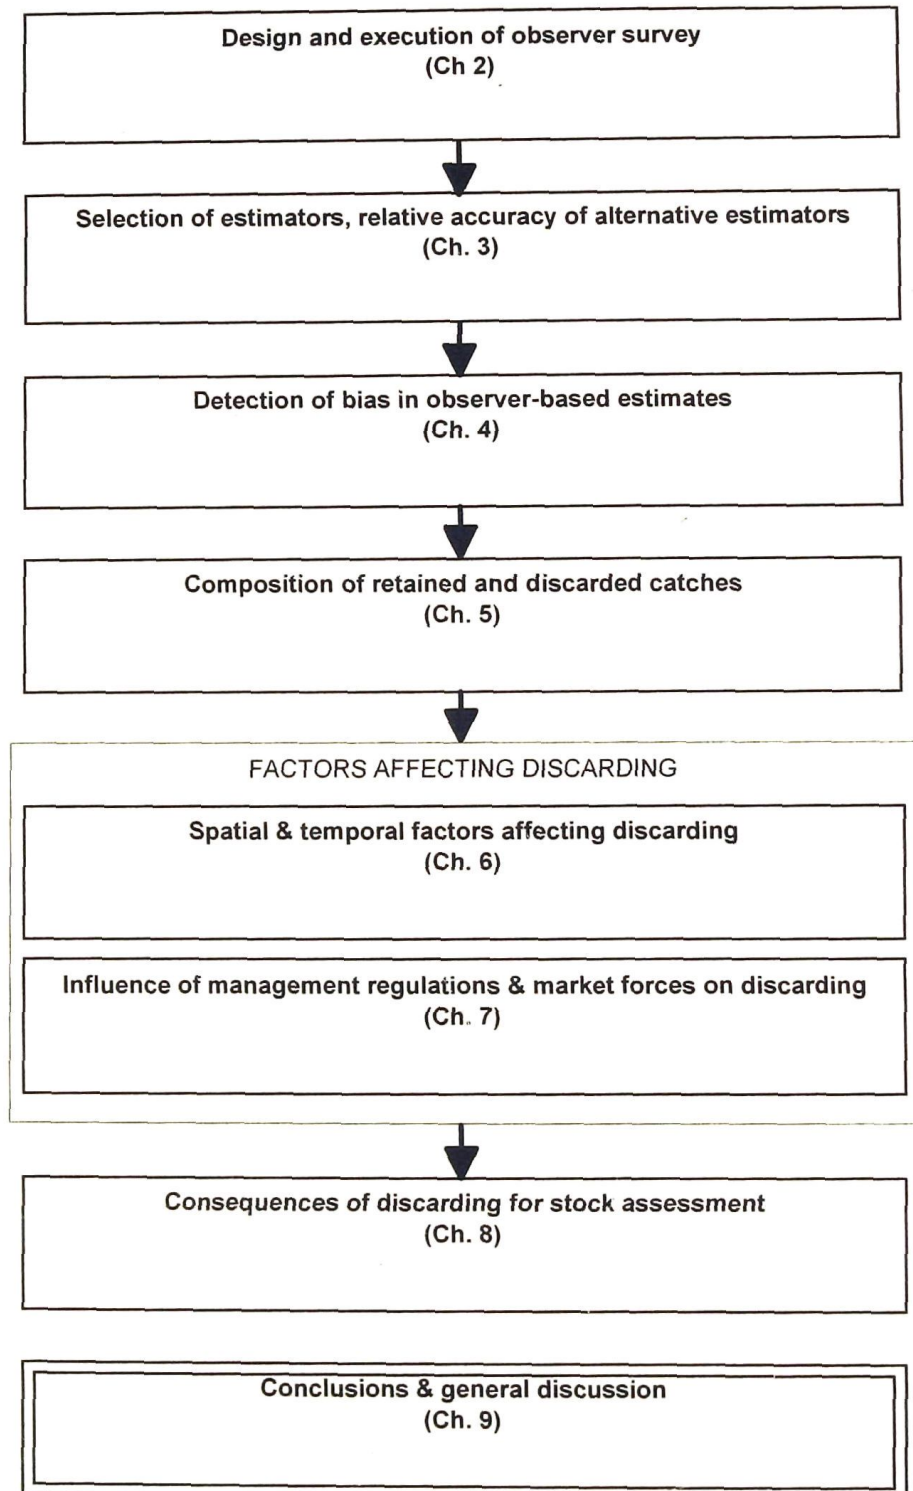 Design and execution of observer survey
(Ch 2)
Selection of estimators, relative accuracy of alternative estimators
(Ch. 3)
Detection of bias in observer-based estimates
(Ch. 4)
Composition of retained and discarded catches
(Ch. 5)
FACTORS AFFECTING DISCARDING
Spatial & temporal factors affecting discarding
(Ch. 6)
Influence of management regulations & market forces on discarding
(Ch. 7)
Consequences of discarding for stock assessment
(Ch. 8)
Conclusions & general discussion
(Ch. 9)